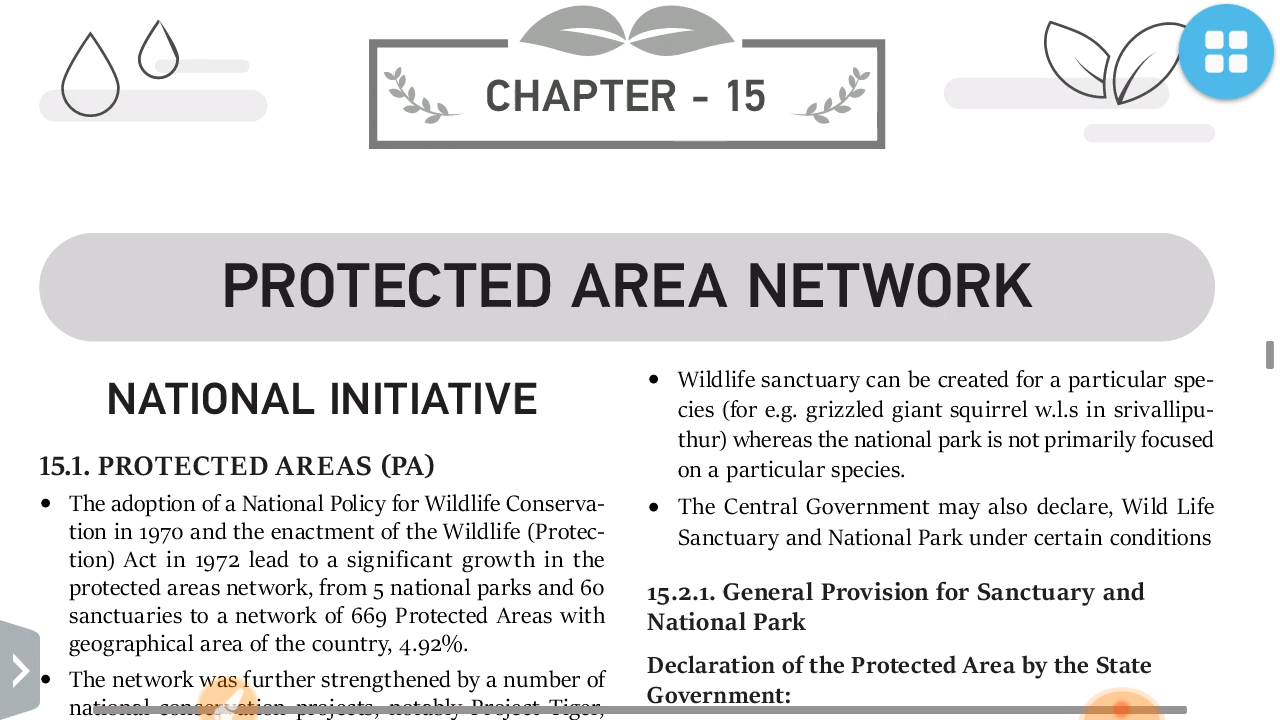 CHAPTER - 15
PROTECTED AREA NETWORK
NATIONAL INITIATIVE
15.1. PROTECTED AREAS (PA)
• The adoption of a National Policy for Wildlife Conserva-
tion in 1970 and the enactment of the Wildlife (Protec-
tion) Act in 1972 lead to a significant growth in the
protected areas network, from 5 national parks and 60
sanctuaries to a network of 669 Protected Areas with
geographical area of the country, 4.92%.
• The network was further strengthened by a number of
national conservation projects, notably Project Tiger,
• Wildlife sanctuary can be created for a particular spe-
cies (for e.g. grizzled giant squirrel w.l.s in srivallipu-
thur) whereas the national park is not primarily focused
on a particular species.
• The Central Government may also declare, Wild Life
Sanctuary and National Park under certain conditions
15.2.1. General Provision for Sanctuary and
National Park
Declaration of the Protected Area by the State
Government: